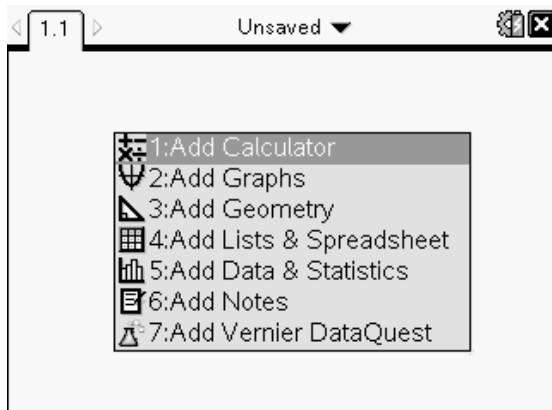 1.1 Unsaved
1:Add Calculator
2:Add Graphs
3:Add Geometry
4:Add Lists & Spreadsheet
5:Add Data & Statistics
6:Add Notes
7:Add Vernier DataQuest